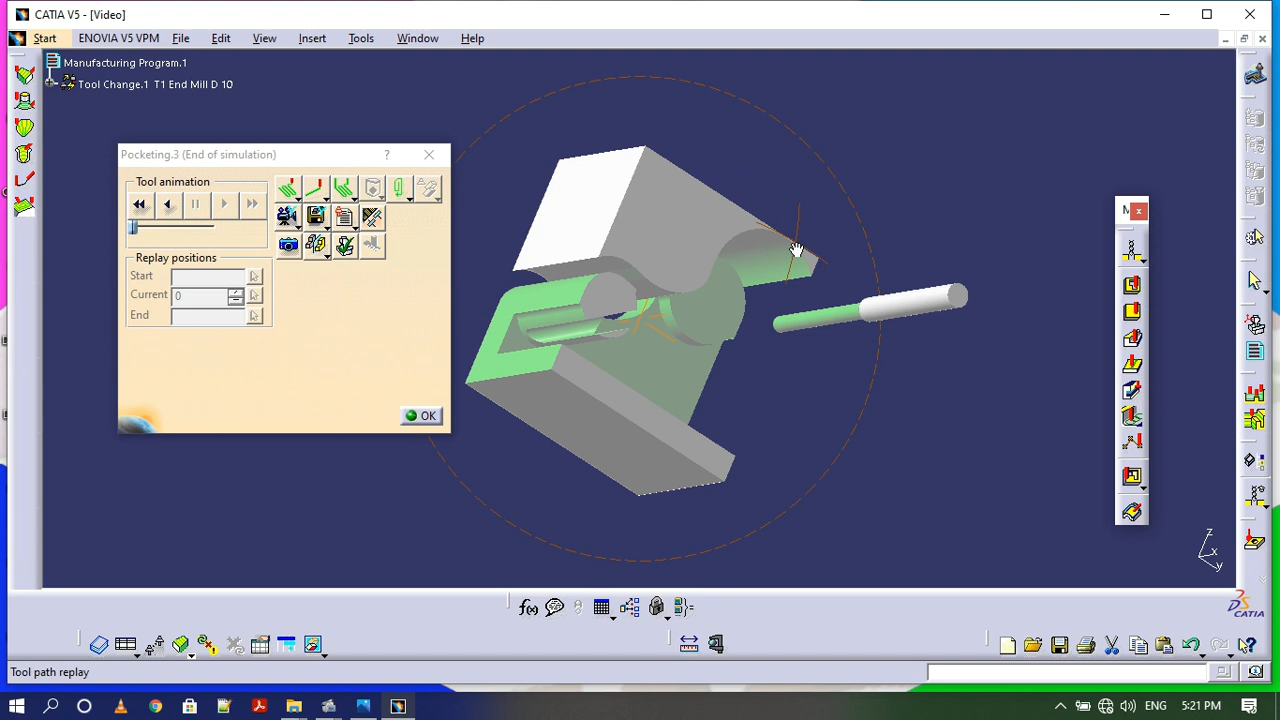 CATIA V5 - [Video]
Start ENOVIA V5 VPM File Edit View Insert Tools Window Help
Manufacturing Program.1
Tool Change.1 T1 End Mill D 10
Pocketing.3 (End of simulation) ?
Tool animation
Replay positions
Start
Current 0
End
OK
M
z
x
y
f(x)
CATIA
Tool path replay
ENG 5:21 PM